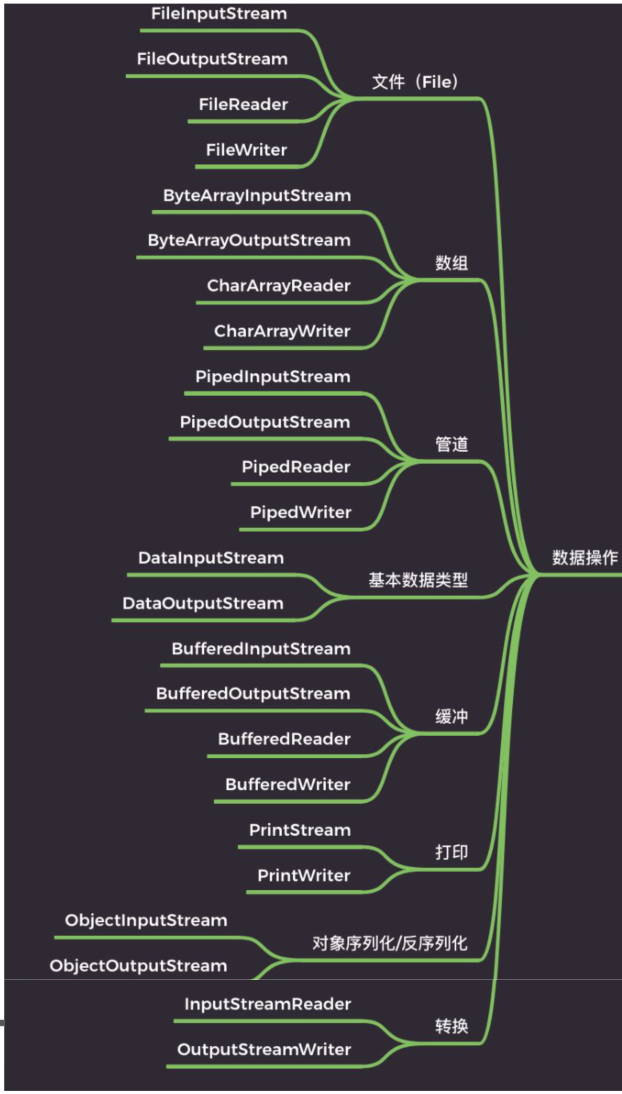 FileInputStream
FileOutputStream
文件（File）
FileReader
FileWriter
ByteArrayInputStream
ByteArrayOutputStream
数组
CharArrayReader
CharArrayWriter
PipedInputStream
PipedOutputStream
管道
PipedReader
PipedWriter
数据操作
DataInputStream
基本数据类型
DataOutputStream
BufferedInputStream
BufferedOutputStream
缓冲
BufferedReader
BufferedWriter
PrintStream
打印
PrintWriter
ObjectInputStream
对象序列化/反序列化
ObjectOutputStream
InputStreamReader
转换
OutputStreamWriter